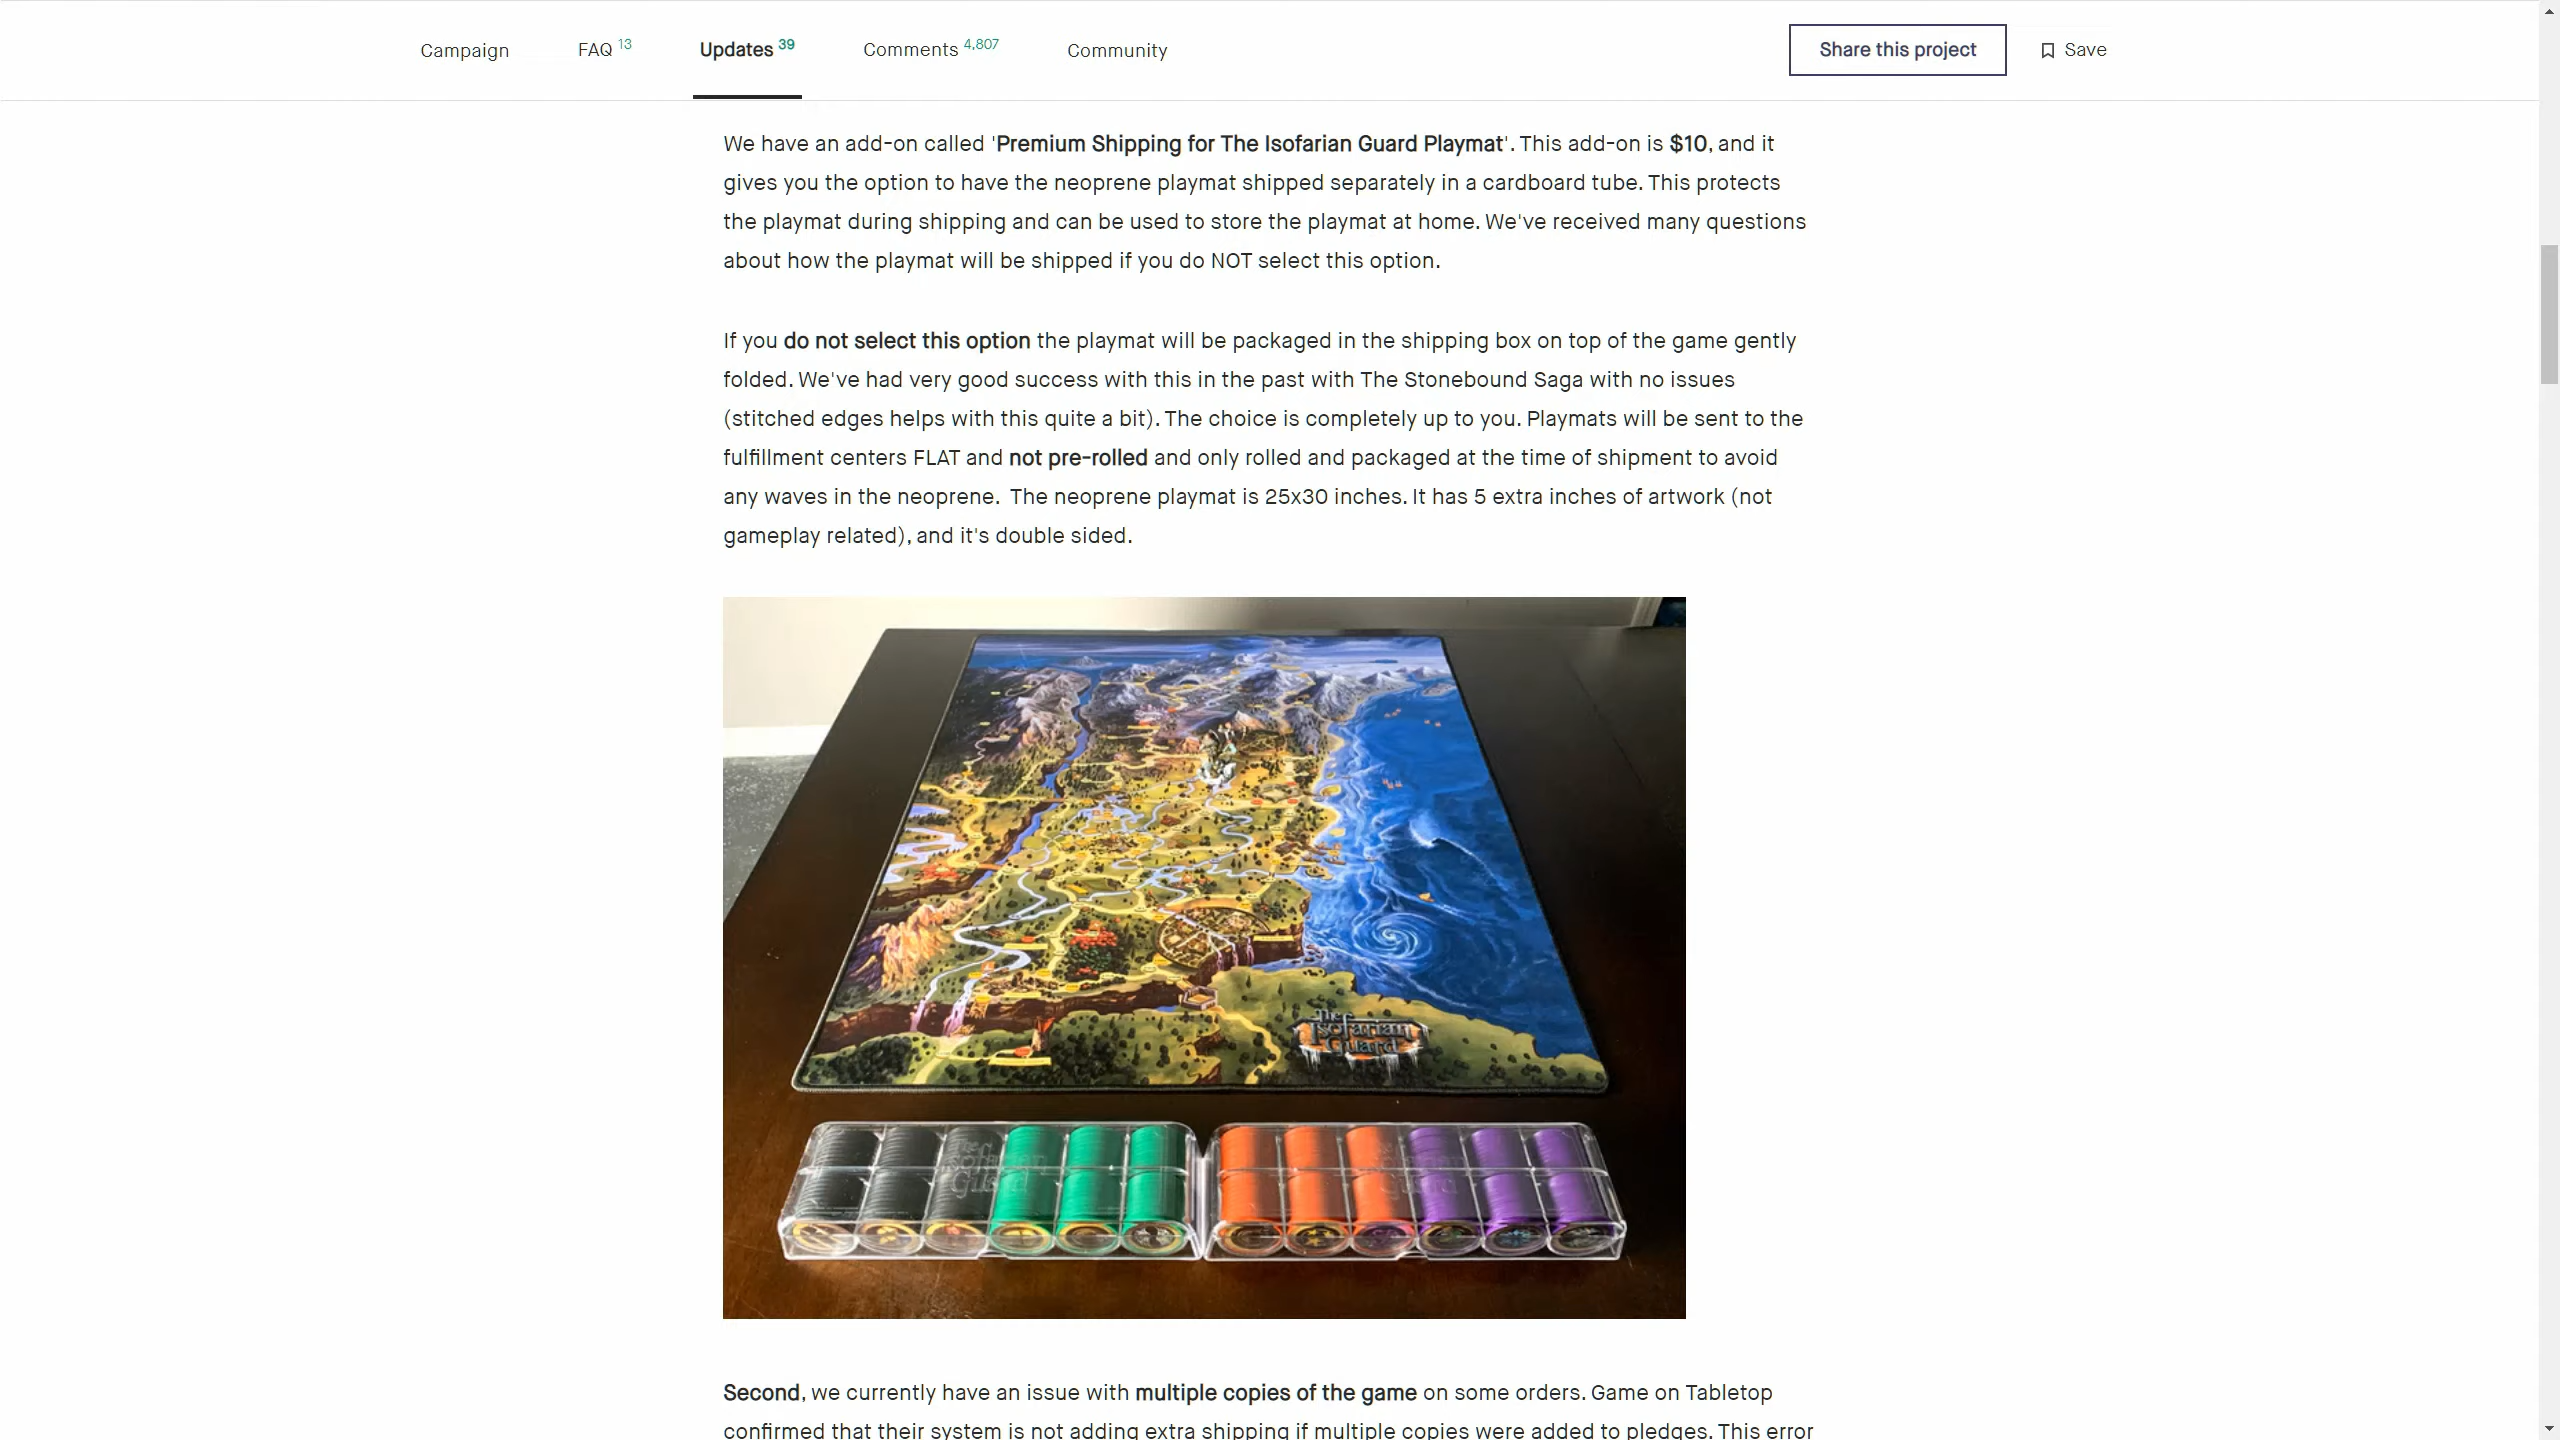 Campaign FAQ 13 Updates 39 Comments 4,807 Community Share this project Save
We have an add-on called 'Premium Shipping for The Isofarian Guard Playmat'. This add-on is $10, and it
gives you the option to have the neoprene playmat shipped separately in a cardboard tube. This protects
the playmat during shipping and can be used to store the playmat at home. We've received many questions
about how the playmat will be shipped if you do NOT select this option.
If you do not select this option the playmat will be packaged in the shipping box on top of the game gently
folded. We've had very good success with this in the past with The Stonebound Saga with no issues
(stitched edges helps with this quite a bit). The choice is completely up to you. Playmats will be sent to the
fulfillment centers FLAT and not pre-rolled and only rolled and packaged at the time of shipment to avoid
any waves in the neoprene.  The neoprene playmat is 25x30 inches. It has 5 extra inches of artwork (not
gameplay related), and it's double sided.
The
Isofarian
Guard
The
Isofarian
Guard
Second, we currently have an issue with multiple copies of the game on some orders. Game on Tabletop
confirmed that their system is not adding extra shipping if multiple copies were added to pledges. This error